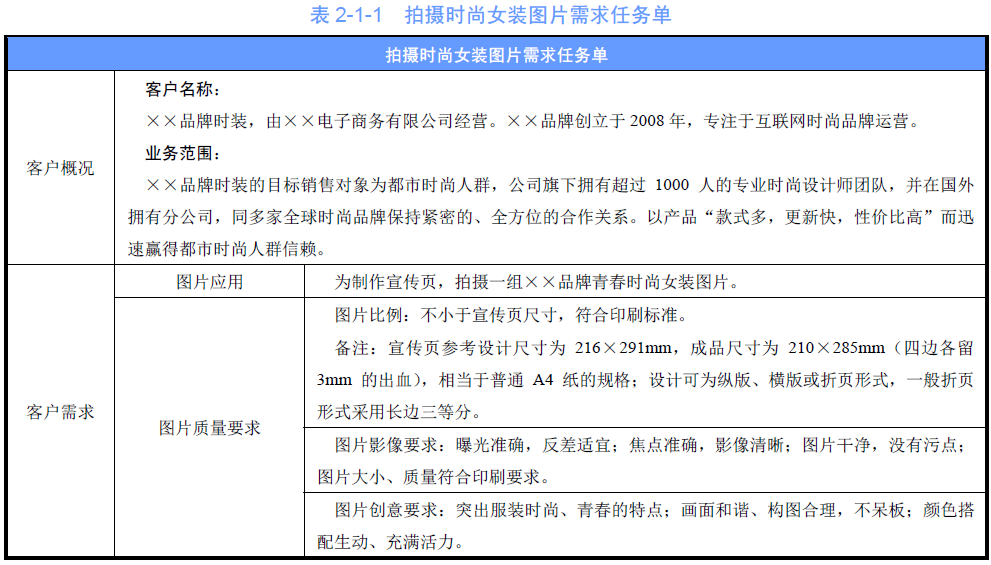 表 2-1-1 拍摄时尚女装图片需求任务单
拍摄时尚女装图片需求任务单
客户概况
客户名称：
××品牌时装，由××电子商务有限公司经营。××品牌创立于 2008 年，专注于互联网时尚品牌运营。
业务范围：
××品牌时装的目标销售对象为都市时尚人群，公司旗下拥有超过 1000 人的专业时尚设计师团队，并在国外
拥有分公司，同多家全球时尚品牌保持紧密的、全方位的合作关系。以产品“款式多，更新快，性价比高”而迅
速赢得都市时尚人群信赖。
客户需求
图片应用
为制作宣传页，拍摄一组××品牌青春时尚女装图片。
图片质量要求
图片比例：不小于宣传页尺寸，符合印刷标准。
备注：宣传页参考设计尺寸为 216×291mm，成品尺寸为 210×285mm（四边各留
3mm 的出血），相当于普通 A4 纸的规格；设计可为纵版、横版或折页形式，一般折页
形式采用长边三等分。
图片影像要求：曝光准确，反差适宜；焦点准确，影像清晰；图片干净，没有污点；
图片大小、质量符合印刷要求。
图片创意要求：突出服装时尚、青春的特点；画面和谐、构图合理，不呆板；颜色搭
配生动、充满活力。